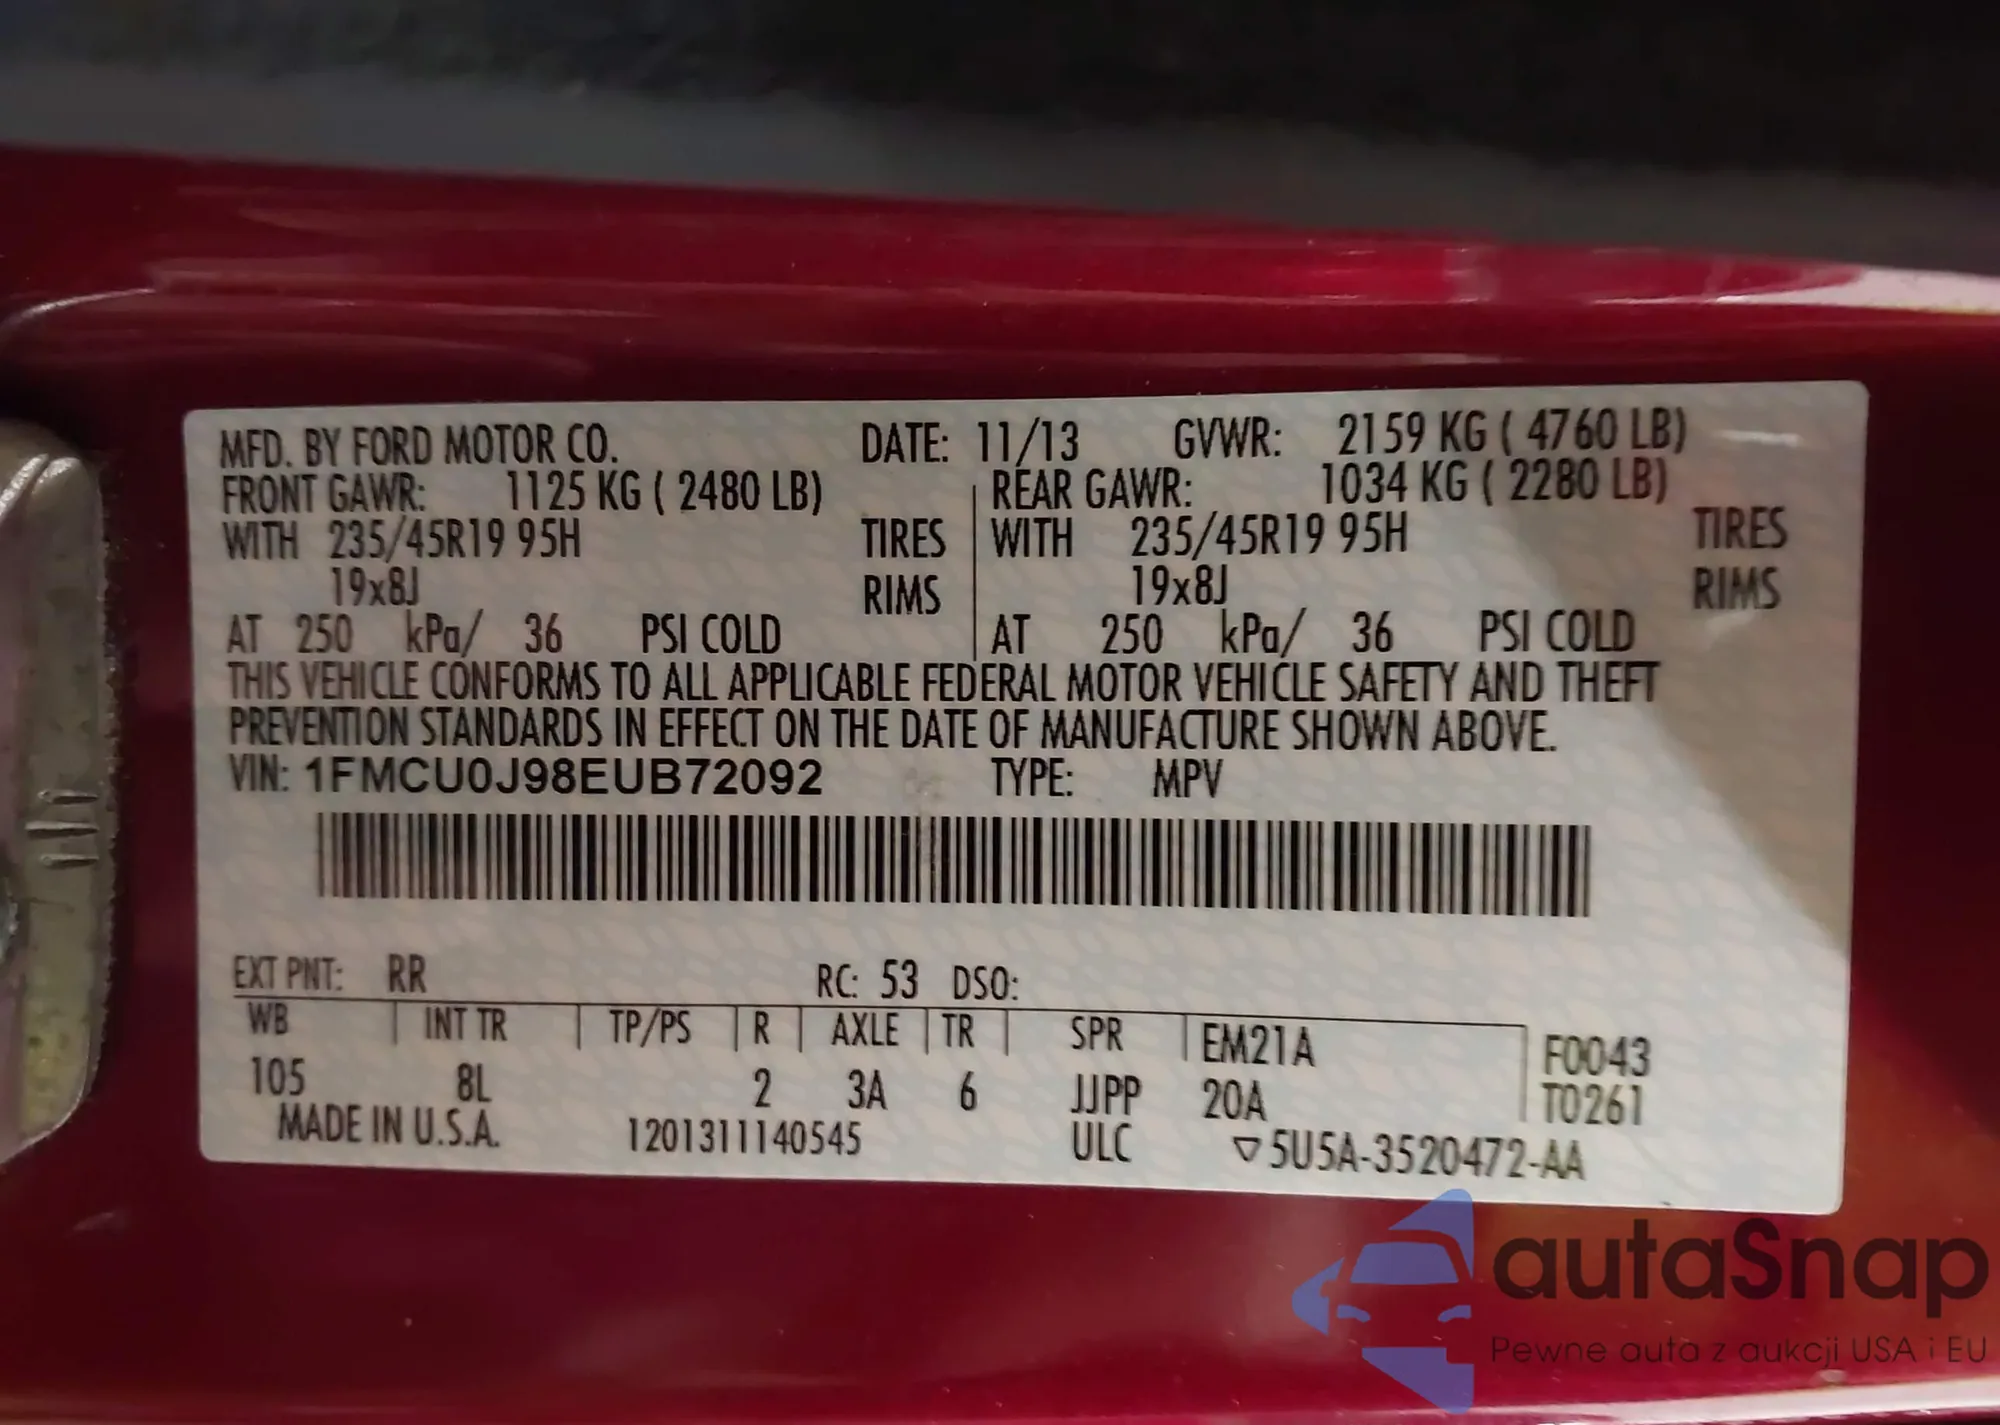 MFD. BY FORD MOTOR CO. DATE: 11/13 GVWR: 2159 KG ( 4760 LB)
FRONT GAWR: 1125 KG ( 2480 LB) REAR GAWR: 1034 KG ( 2280 LB)
WITH 235/45R19 95H TIRES WITH 235/45R19 95H TIRES
19x8J RIMS 19x8J RIMS
AT 250 kPa/ 36 PSI COLD AT 250 kPa/ 36 PSI COLD
THIS VEHICLE CONFORMS TO ALL APPLICABLE FEDERAL MOTOR VEHICLE SAFETY AND THEFT
PREVENTION STANDARDS IN EFFECT ON THE DATE OF MANUFACTURE SHOWN ABOVE.
VIN: 1FMCU0J98EUB72092 TYPE: MPV
EXT PNT: RR RC: 53 DSO:
WB INT TR TP/PS R AXLE TR SPR EM21A F0043
105 8L 2 3A 6 JJPP 20A T0261
MADE IN U.S.A. 1201311140545 ULC ▽5U5A-3520472-AA
autaSnap
Pewne auta z aukcji USA i EU